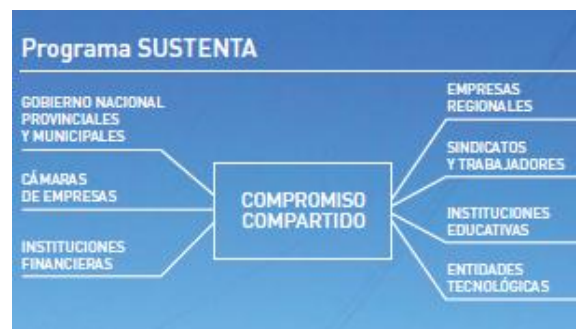 Programa SUSTENTA
GOBIERNO NACIONAL
PROVINCIALES
Y MUNICIPALES
CÁMARAS
DE EMPRESAS
INSTITUCIONES
FINANCIERAS
COMPROMISO
COMPARTIDO
EMPRESAS
REGIONALES
SINDICATOS
Y TRABAJADORES
INSTITUCIONES
EDUCATIVAS
ENTIDADES
TECNOLÓGICAS